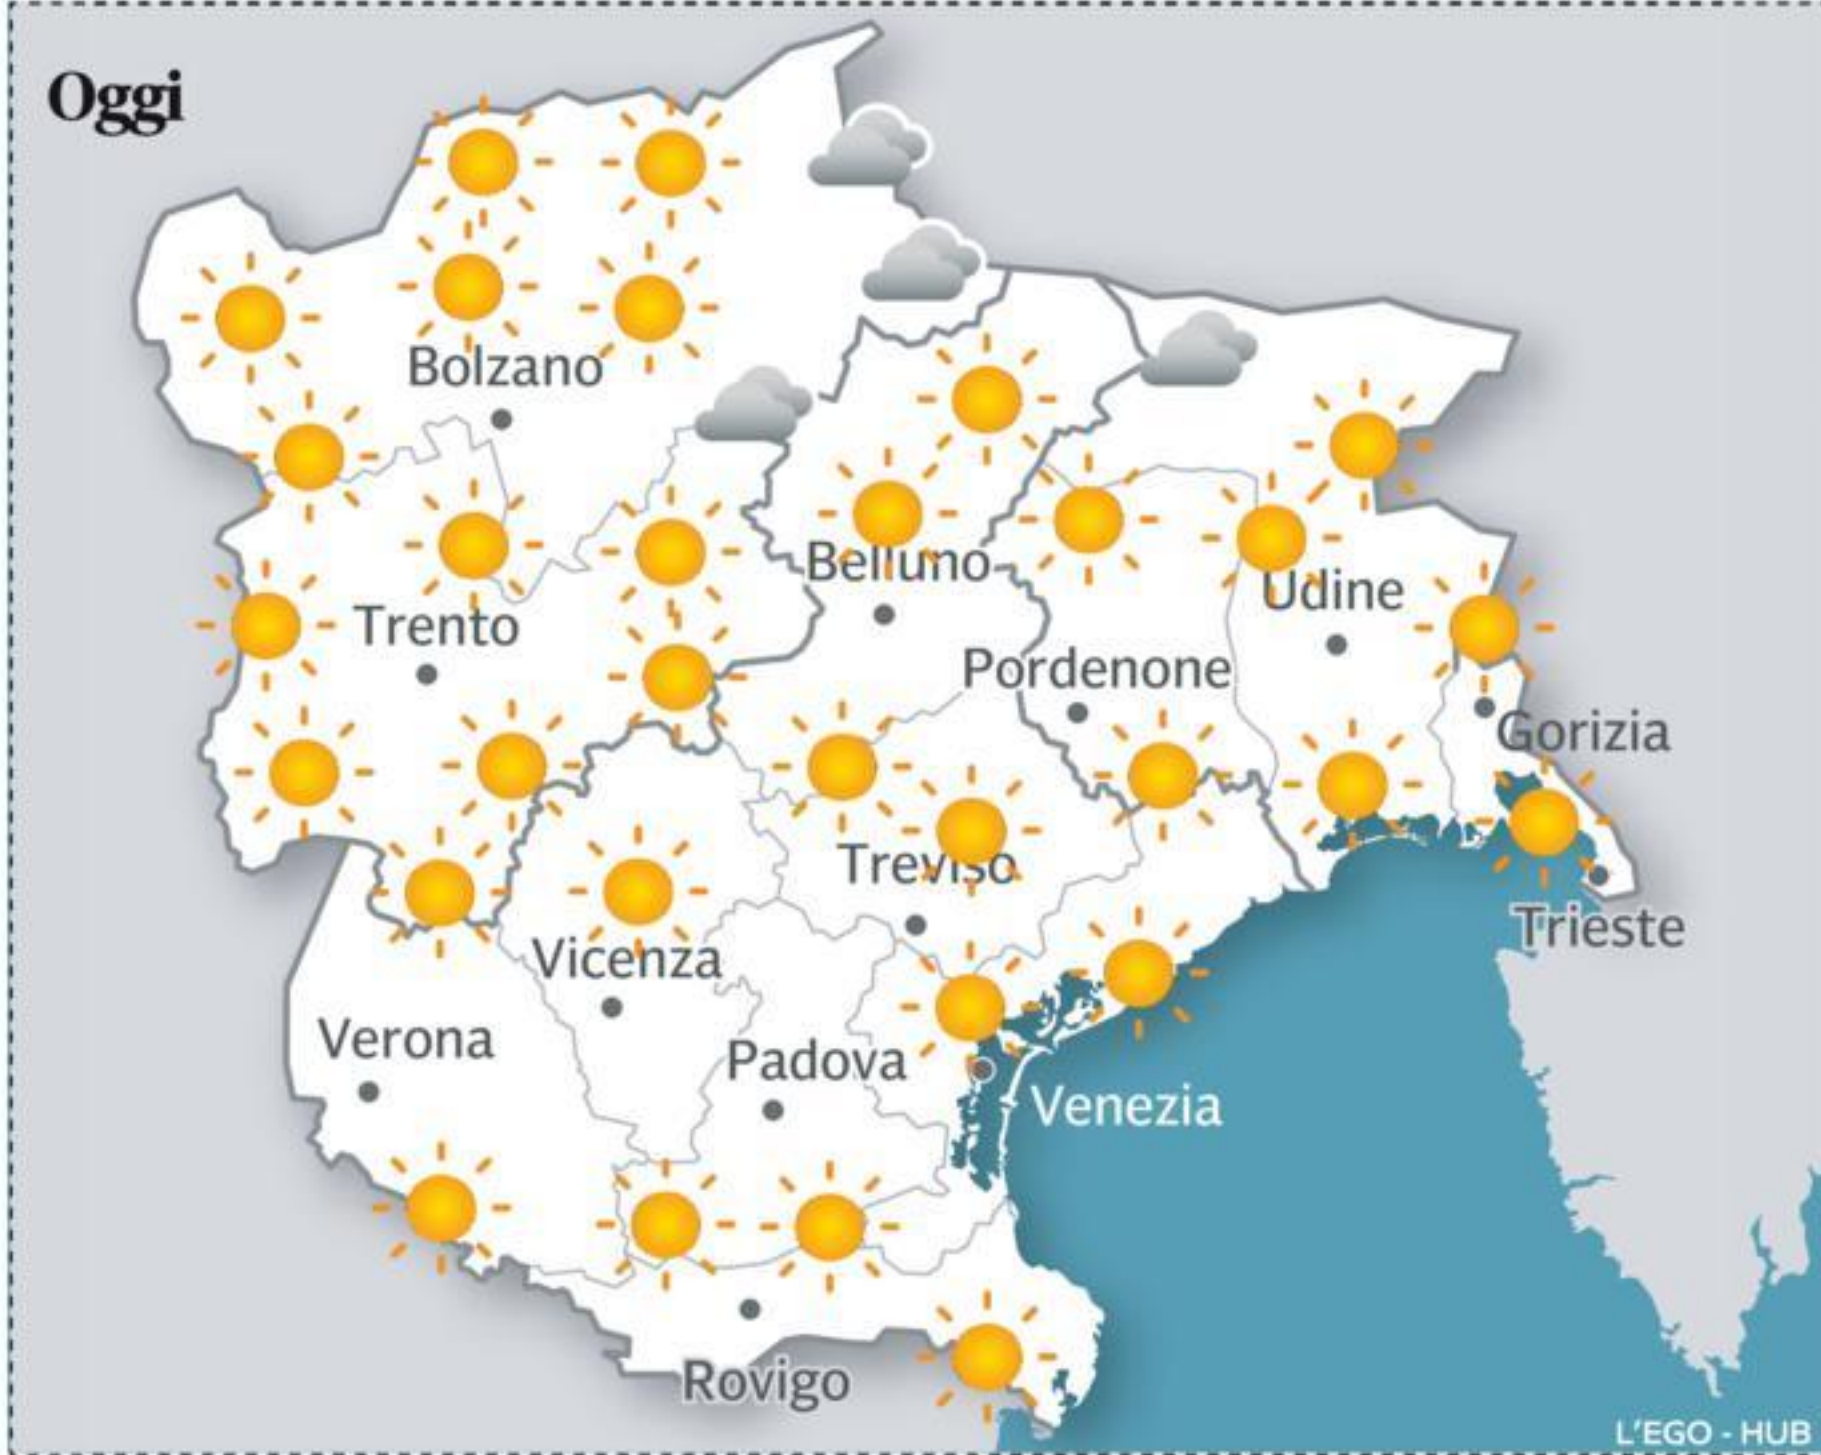 Oggi
Bolzano
Belluno
Udine
Trento
Pordenone
Gorizia
Treviso
Trieste
Vicenza
Verona
Padova
Venezia
Rovigo
L'EGO - HUB